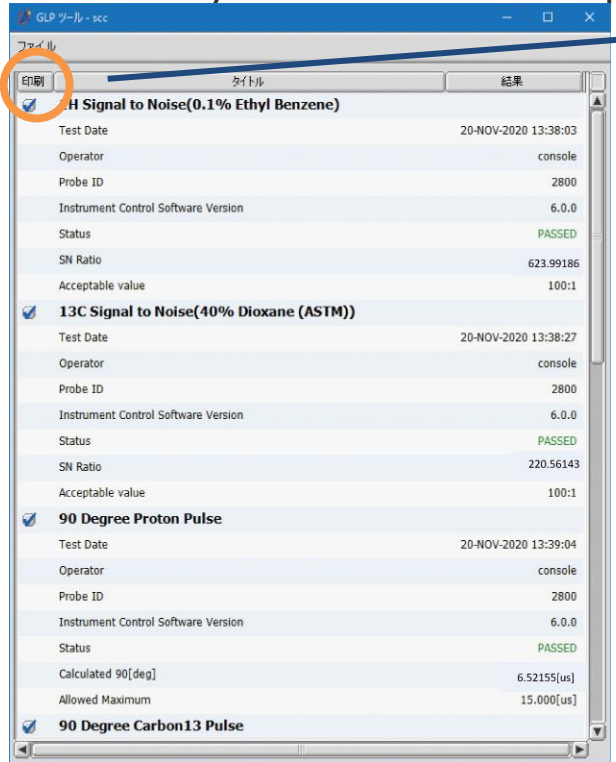 GLP ツール - scc
ファイル
印刷 タイトル 結果
1H Signal to Noise(0.1% Ethyl Benzene)
Test Date 20-NOV-2020 13:38:03
Operator console
Probe ID 2800
Instrument Control Software Version 6.0.0
Status PASSED
SN Ratio 623.99186
Acceptable value 100:1
13C Signal to Noise(40% Dioxane (ASTM))
Test Date 20-NOV-2020 13:38:27
Operator console
Probe ID 2800
Instrument Control Software Version 6.0.0
Status PASSED
SN Ratio 220.56143
Acceptable value 100:1
90 Degree Proton Pulse
Test Date 20-NOV-2020 13:39:04
Operator console
Probe ID 2800
Instrument Control Software Version 6.0.0
Status PASSED
Calculated 90[deg] 6.52155[us]
Allowed Maximum 15.000[us]
90 Degree Carbon13 Pulse